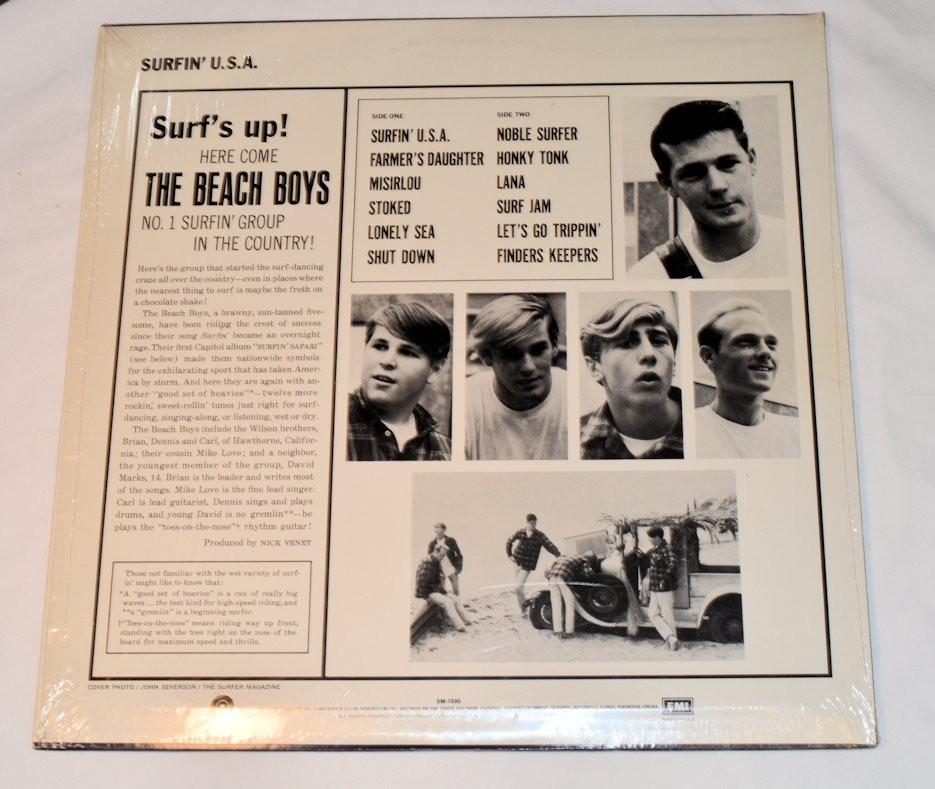 SURFIN' U.S.A.
Surf's up!
HERE COME
THE BEACH BOYS
NO. 1 SURFIN' GROUP
IN THE COUNTRY!
Here's the group that started the surf-dancing
craze all over the country—even in places where
the nearest thing to surf is maybe the froth on
a chocolate shake!
The Beach Boys, a brawny, sun-tanned five-
some, have been riding the crest of success
since their song Surfin' became an overnight
rage. Their first Capitol album "SURFIN' SAFARI"
(see below) made them nationwide symbols
for the exhilarating sport that has taken Amer-
ica by storm. And here they are again with an-
other "good set of heavies"*—twelve more
rockin', sweet-rollin' tunes just right for surf-
dancing, singing-along, or listening, wet or dry.
The Beach Boys include the Wilson brothers,
Brian, Dennis and Carl, of Hawthorne, Califor-
nia; their cousin Mike Love; and a neighbor,
the youngest member of the group, David
Marks, 14. Brian is the leader and writes most
of the songs. Mike Love is the fine lead singer.
Carl is lead guitarist, Dennis sings and plays
drums, and young David is no gremlin**—he
plays the "toes-on-the-nose"† rhythm guitar!
Produced by NICK VENET
Those not familiar with the wet variety of surf-
in' might like to know that:
*A "good set of heavies" is a run of really big
waves...the best kind for high-speed riding, and
**a "gremlin" is a beginning surfer.
†"Toes-on-the-nose" means riding way up front,
standing with the toes right on the nose of the
board for maximum speed and thrills.
SIDE ONE
SURFIN' U.S.A.
FARMER'S DAUGHTER
MISIRLOU
STOKED
LONELY SEA
SHUT DOWN
SIDE TWO
NOBLE SURFER
HONKY TONK
LANA
SURF JAM
LET'S GO TRIPPIN'
FINDERS KEEPERS
COVER PHOTO / JOHN SEVERSON / THE SURFER MAGAZINE
SM-1890
EMI